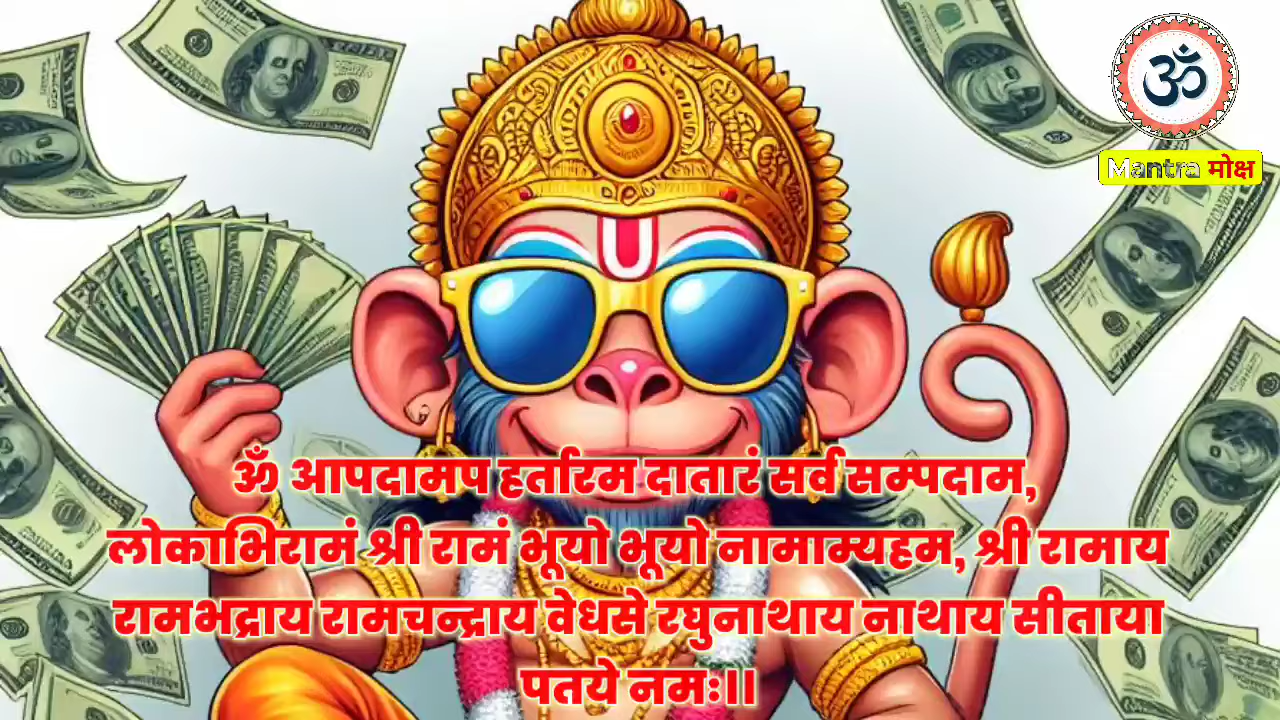 ॐ
Mantra मोक्ष
ॐ आपदामप हर्तारम दातारं सर्व सम्पदाम,
लोकाभिरामं श्री रामं भूयो भूयो नामाम्यहम, श्री रामाय
रामभद्राय रामचन्द्राय वेधसे रघुनाथाय नाथाय सीताया
पतये नमः।।